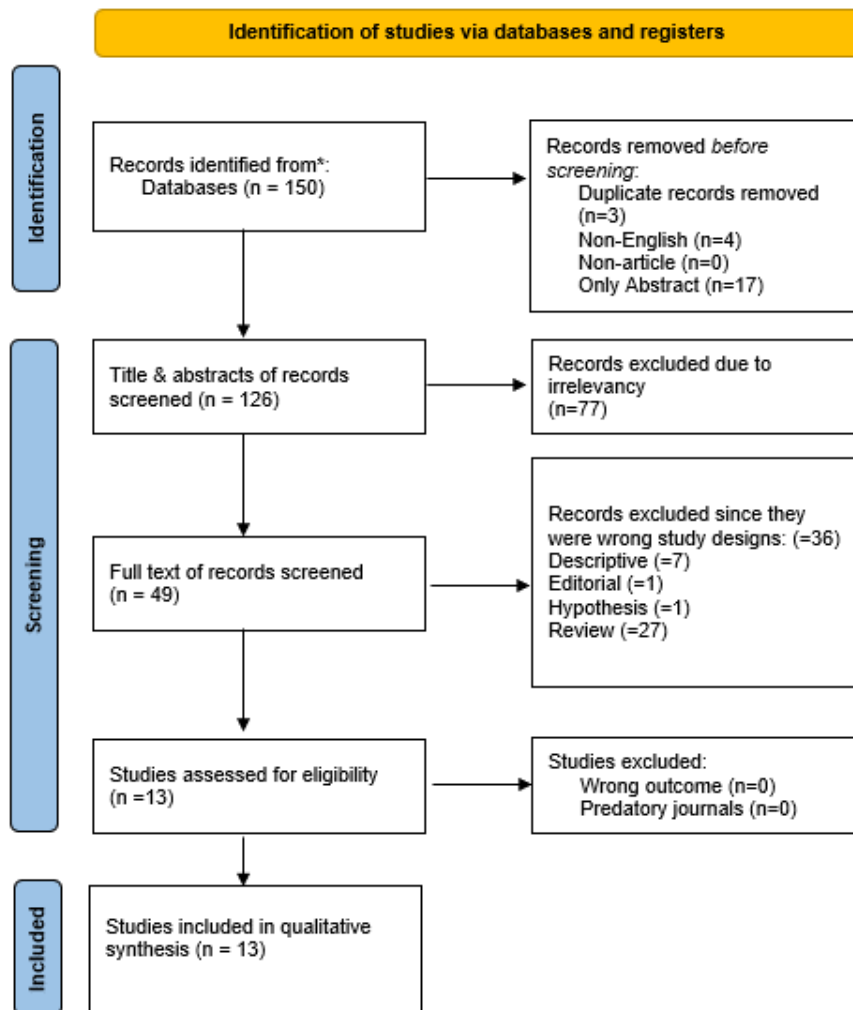 Identification of studies via databases and registers
Identification
Records identified from*:
Databases (n = 150)
Records removed before
screening:
Duplicate records removed
(n=3)
Non-English (n=4)
Non-article (n=0)
Only Abstract (n=17)
Screening
Title & abstracts of records
screened (n = 126)
Records excluded due to
irrelevancy
(n=77)
Full text of records screened
(n = 49)
Records excluded since they
were wrong study designs: (=36)
Descriptive (=7)
Editorial (=1)
Hypothesis (=1)
Review (=27)
Studies assessed for eligibility
(n =13)
Studies excluded:
Wrong outcome (n=0)
Predatory journals (n=0)
Included
Studies included in qualitative
synthesis (n = 13)